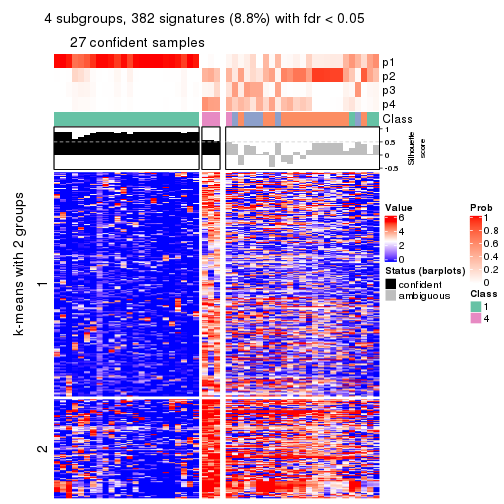 4 subgroups, 382 signatures (8.8%) with fdr < 0.05
27 confident samples
p1
p2
p3
p4
Class
1
0.5
0
-0.5
Silhouette
score
k-means with 2 groups
1
2
Value
6
4
2
0
Status (barplots)
confident
ambiguous
Prob
1
0.8
0.6
0.4
0.2
0
Class
1
4